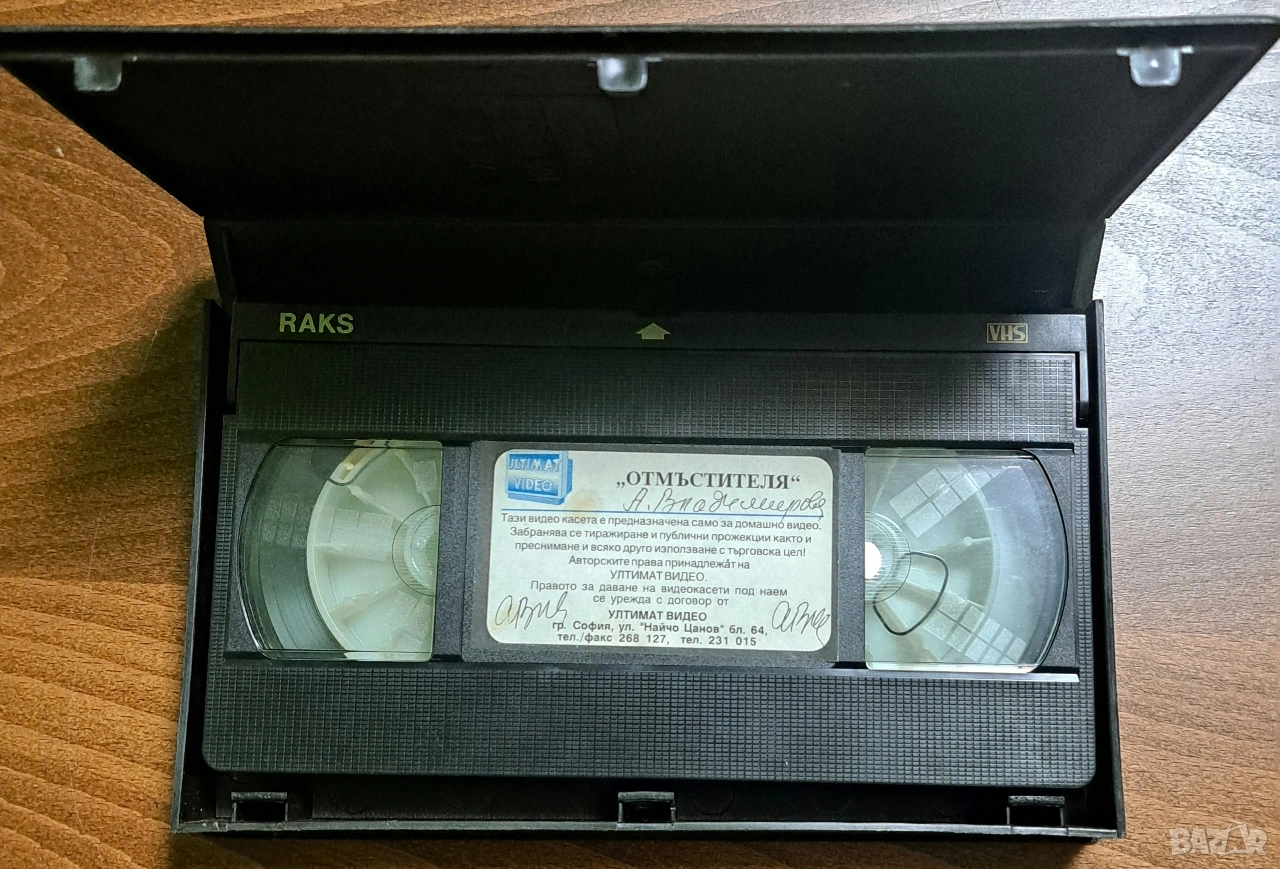 RAKS
VHS
ULTIMAT
VIDEO
„ОТМЪСТИТЕЛЯ“
А. Владимирова
Тази видео касета е предназначена само за домашно видео.
Забранява се тиражиране и публични прожекции както и
преснимане и всяко друго използване с търговска цел!
Авторските права принадлежат на
УЛТИМАТ ВИДЕО.
Правото за даване на видеокасети под наем
се урежда с договор от
УЛТИМАТ ВИДЕО
гр. София, ул. "Найчо Цанов" бл. 64,
тел./факс 268 127, тел. 231 015
BAZAR